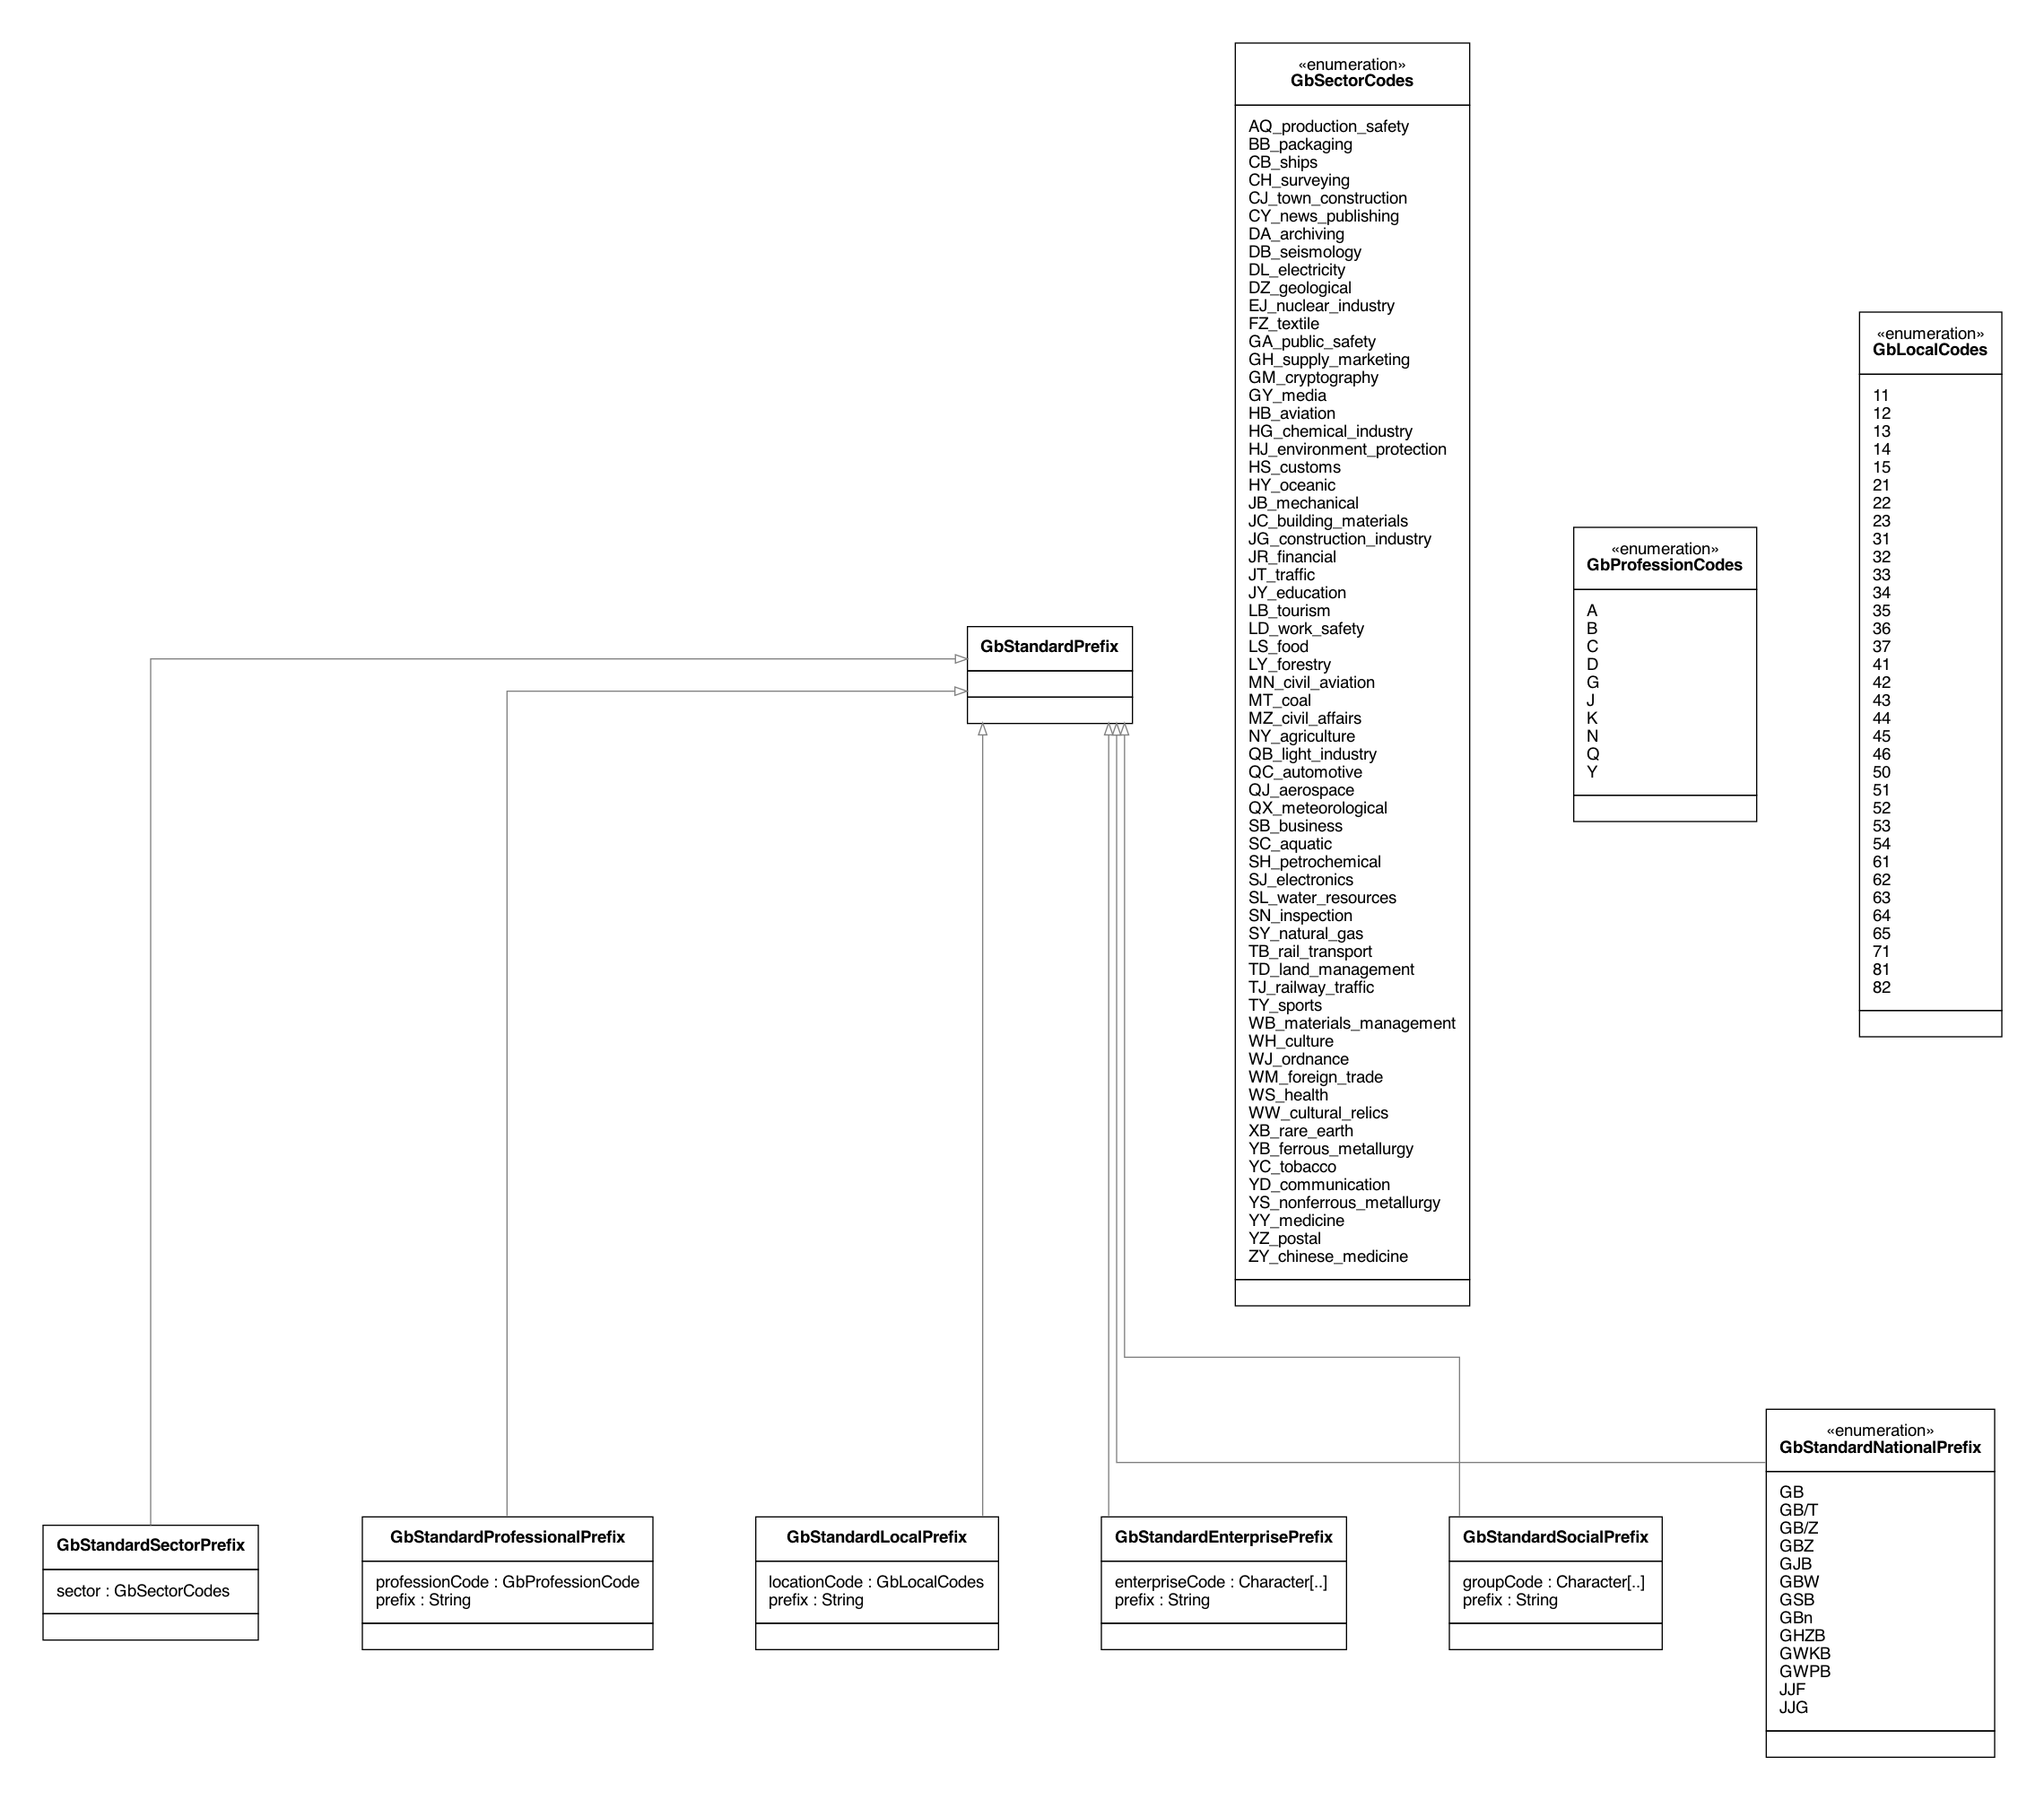 «enumeration»
GbSectorCodes
AQ_production_safety
BB_packaging
CB_ships
CH_surveying
CJ_town_construction
CY_news_publishing
DA_archiving
DB_seismology
DL_electricity
DZ_geological
EJ_nuclear_industry
FZ_textile
GA_public_safety
GH_supply_marketing
GM_cryptography
GY_media
HB_aviation
HG_chemical_industry
HJ_environment_protection
HS_customs
HY_oceanic
JB_mechanical
JC_building_materials
JG_construction_industry
JR_financial
JT_traffic
JY_education
LB_tourism
LD_work_safety
LS_food
LY_forestry
MN_civil_aviation
MT_coal
MZ_civil_affairs
NY_agriculture
QB_light_industry
QC_automotive
QJ_aerospace
QX_meteorological
SB_business
SC_aquatic
SH_petrochemical
SJ_electronics
SL_water_resources
SN_inspection
SY_natural_gas
TB_rail_transport
TD_land_management
TJ_railway_traffic
TY_sports
WB_materials_management
WH_culture
WJ_ordnance
WM_foreign_trade
WS_health
WW_cultural_relics
XB_rare_earth
YB_ferrous_metallurgy
YC_tobacco
YD_communication
YS_nonferrous_metallurgy
YY_medicine
YZ_postal
ZY_chinese_medicine
«enumeration»
GbLocalCodes
11
12
13
14
15
21
22
23
31
32
33
34
35
36
37
41
42
43
44
45
46
50
51
52
53
54
61
62
63
64
65
71
81
82
«enumeration»
GbProfessionCodes
A
B
C
D
G
J
K
N
Q
Y
GbStandardPrefix
GbStandardSectorPrefix
sector : GbSectorCodes
GbStandardProfessionalPrefix
professionCode : GbProfessionCode
prefix : String
GbStandardLocalPrefix
locationCode : GbLocalCodes
prefix : String
GbStandardEnterprisePrefix
enterpriseCode : Character[..]
prefix : String
GbStandardSocialPrefix
groupCode : Character[..]
prefix : String
«enumeration»
GbStandardNationalPrefix
GB
GB/T
GB/Z
GBZ
GJB
GBW
GSB
GBn
GHZB
GWKB
GWPB
JJF
JJG